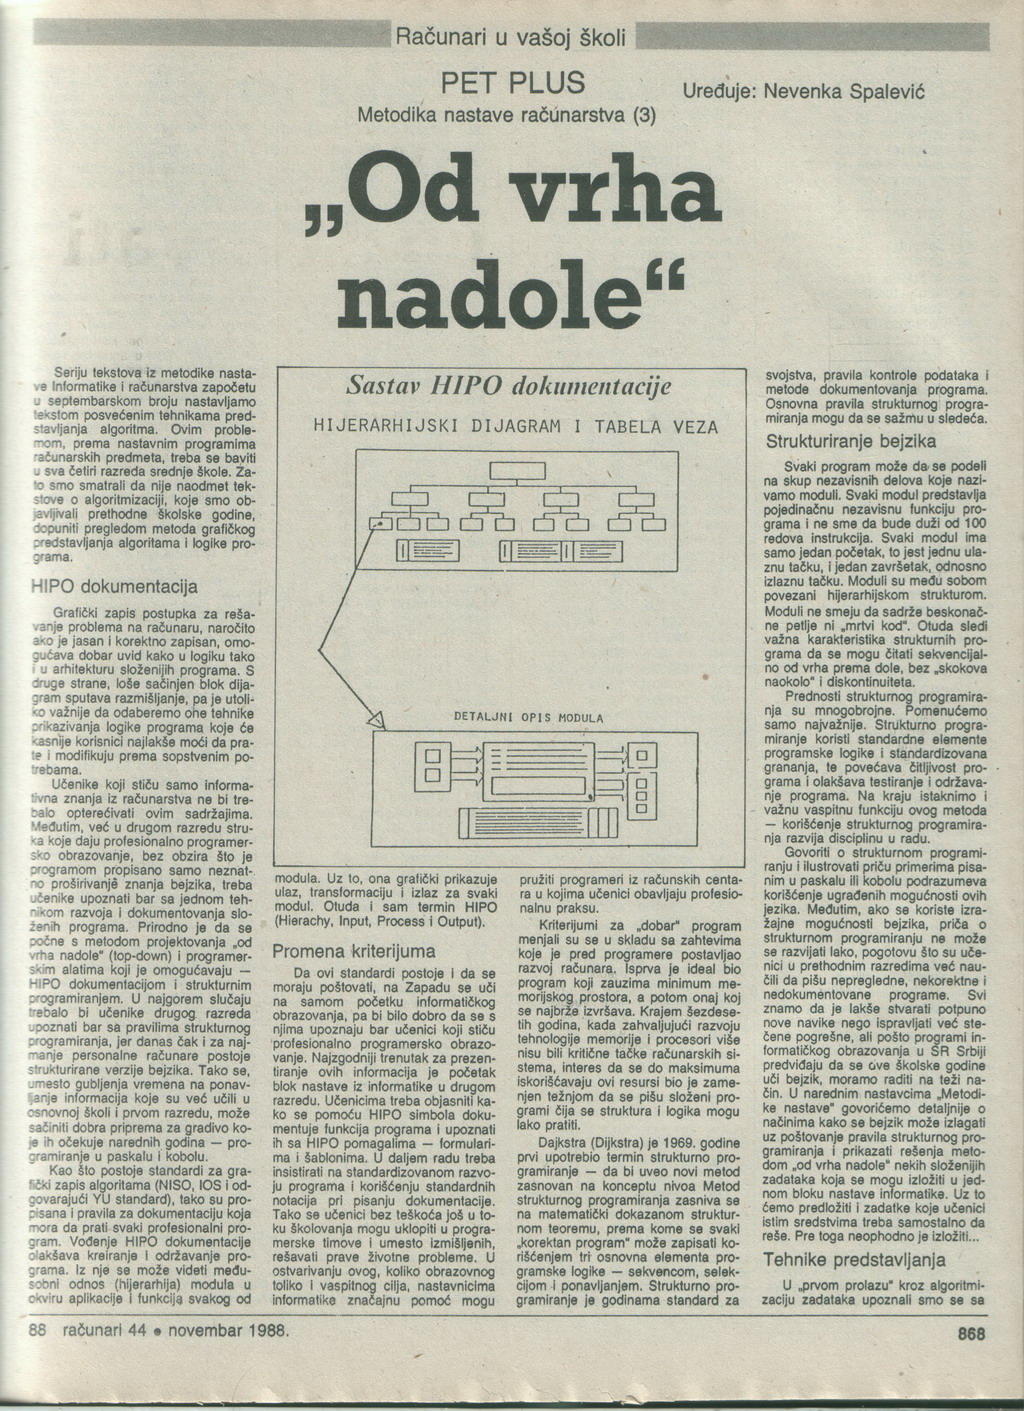 Računari u vašoj školi
PET PLUS
Metodika nastave računarstva (3)
Uređuje: Nevenka Spalević
„Od vrha
nadole“
Seriju tekstova iz metodike nasta-
ve Informatike i računarstva započetu
u septembarskom broju nastavljamo
tekstom posvećenim tehnikama pred-
stavljanja algoritma. Ovim proble-
mom, prema nastavnim programima
računarskih predmeta, treba se baviti
u sva četiri razreda srednje škole. Za-
to smo smatrali da nije naodmet tek-
stove o algoritmizaciji, koje smo ob-
javljivali prethodne školske godine,
dopuniti pregledom metoda grafičkog
predstavljanja algoritama i logike pro-
grama.
HIPO dokumentacija
Grafički zapis postupka za reša-
vanje problema na računaru, naročito
ako je jasan i korektno zapisan, omo-
gućava dobar uvid kako u logiku tako
i u arhitekturu složenijih programa. S
druge strane, loše sačinjen blok dija-
gram sputava razmišljanje, pa je utoli-
ko važnije da odaberemo one tehnike
prikazivanja logike programa koje će
kasnije korisnici najlakše moći da pra-
te i modifikuju prema sopstvenim po-
trebama.
Učenike koji stiču samo informa-
tivna znanja iz računarstva ne bi tre-
balo opterećivati ovim sadržajima.
Međutim, već u drugom razredu stru-
ka koje daju profesionalno programer-
sko obrazovanje, bez obzira što je
programom propisano samo neznat-
no proširivanje znanja bejzika, treba
učenike upoznati bar sa jednom teh-
nikom razvoja i dokumentovanja slo-
ženih programa. Prirodno je da se
počne s metodom projektovanja „od
vrha nadole“ (top-down) i programer-
skim alatima koji je omogućavaju —
HIPO dokumentacijom i strukturnim
programiranjem. U najgorem slučaju
trebalo bi učenike drugog razreda
upoznati bar sa pravilima strukturnog
programiranja, jer danas čak i za naj-
manje personalne računare postoje
strukturirane verzije bejzika. Tako se,
umesto gubljenja vremena na ponav-
ljanje informacija koje su već učili u
osnovnoj školi i prvom razredu, može
sačiniti dobra priprema za gradivo ko-
je ih očekuje narednih godina — pro-
gramiranje u paskalu i kobolu.
Kao što postoje standardi za gra-
fički zapis algoritama (NISO, IOS i od-
govarajući YU standard), tako su pro-
pisana i pravila za dokumentaciju koja
mora da prati svaki profesionalni pro-
gram. Vođenje HIPO dokumentacije
olakšava kreiranje i održavanje pro-
grama. Iz nje se može videti među-
sobni odnos (hijerarhija) modula u
okviru aplikacije i funkcija svakog od
Sastav HIPO dokumentacije
HIJERARHIJSKI DIJAGRAM I TABELA VEZA
DETALJNI OPIS MODULA
modula. Uz to, ona grafički prikazuje
ulaz, transformaciju i izlaz za svaki
modul. Otuda i sam termin HIPO
(Hierachy, Input, Process i Output).
Promena kriterijuma
Da ovi standardi postoje i da se
moraju poštovati, na Zapadu se uči
na samom početku informatičkog
obrazovanja, pa bi bilo dobro da se s
njima upoznaju bar učenici koji stiču
profesionalno programersko obrazo-
vanje. Najzgodniji trenutak za prezen-
tiranje ovih informacija je početak
blok nastave iz informatike u drugom
razredu. Učenicima treba objasniti ka-
ko se pomoću HIPO simbola doku-
mentuje funkcija programa i upoznati
ih sa HIPO pomagalima — formulari-
ma i šablonima. U daljem radu treba
insistirati na standardizovanom razvo-
ju programa i korišćenju standardnih
notacija pri pisanju dokumentacije.
Tako se učenici bez teškoća još u to-
ku školovanja mogu uklopiti u progra-
merske timove i umesto izmišljenih,
rešavati prave životne probleme. U
ostvarivanju ovog, koliko obrazovnog
toliko i vaspitnog cilja, nastavnicima
informatike značajnu pomoć mogu
pružiti programeri iz računskih centa-
ra u kojima učenici obavljaju profesio-
nalnu praksu.
Kriterijumi za „dobar“ program
menjali su se u skladu sa zahtevima
koje je pred programere postavljao
razvoj računara. Isprva je ideal bio
program koji zauzima minimum me-
morijskog prostora, a potom onaj koj
se najbrže izvršava. Krajem šezdese-
tih godina, kada zahvaljujući razvoju
tehnologije memorije i procesori više
nisu bili kritične tačke računarskih si-
stema, interes da se do maksimuma
iskorišćavaju ovi resursi bio je zame-
njen težnjom da se pišu složeni pro-
grami čija se struktura i logika mogu
lako pratiti.
Dajkstra (Dijkstra) je 1969. godine
prvi upotrebio termin strukturno pro-
gramiranje — da bi uveo novi metod
zasnovan na konceptu nivoa Metod
strukturnog programiranja zasniva se
na matematički dokazanom struktur-
nom teoremu, prema kome se svaki
„korektan program“ može zapisati ko-
rišćenjem tri osnovna elementa pro-
gramske logike — sekvencom, selek-
cijom i ponavljanjem. Strukturno pro-
gramiranje je godinama standard za
svojstva, pravila kontrole podataka i
metode dokumentovanja programa.
Osnovna pravila strukturnog progra-
miranja mogu da se sažmu u sledeća.
Strukturiranje bejzika
Svaki program može da se podeli
na skup nezavisnih delova koje nazi-
vamo moduli. Svaki modul predstavlja
pojedinačnu nezavisnu funkciju pro-
grama i ne sme da bude duži od 100
redova instrukcija. Svaki modul ima
samo jedan početak, to jest jednu ula-
znu tačku, i jedan završetak, odnosno
izlaznu tačku. Moduli su među sobom
povezani hijerarhijskom strukturom.
Moduli ne smeju da sadrže beskonač-
ne petlje ni „mrtvi kod“. Otuda sledi
važna karakteristika strukturnih pro-
grama da se mogu čitati sekvencijal-
no od vrha prema dole, bez „skokova
naokolo“ i diskontinuiteta.
Prednosti strukturnog programira-
nja su mnogobrojne. Pomenućemo
samo najvažnije. Strukturno progra-
miranje koristi standardne elemente
programske logike i standardizovana
grananja, te povećava čitljivost pro-
grama i olakšava testiranje i održava-
nje programa. Na kraju istaknimo i
važnu vaspitnu funkciju ovog metoda
— korišćenje strukturnog programira-
nja razvija disciplinu u radu.
Govoriti o strukturnom programi-
ranju i ilustrovati priču primerima pisa-
nim u paskalu ili kobolu podrazumeva
korišćenje ugrađenih mogućnosti ovih
jezika. Međutim, ako se koriste izra-
žajne mogućnosti bejzika, priča o
strukturnom programiranju ne može
se razvijati lako, pogotovu što su uče-
nici u prethodnim razredima već nau-
čili da pišu nepregledne, nekorektne i
nedokumentovane programe. Svi
znamo da je lakše stvarati potpuno
nove navike nego ispravljati već ste-
čene pogrešne, ali pošto programi in-
formatičkog obrazovanja u SR Srbiji
predviđaju da se ove školske godine
uči bejzik, moramo raditi na teži na-
čin. U narednim nastavcima „Metodi-
ke nastave“ govorićemo detaljnije o
načinima kako se bejzik može izlagati
uz poštovanje pravila strukturnog pro-
gramiranja i prikazati rešenja meto-
dom „od vrha nadole“ nekih složenijih
zadataka koja se mogu izložiti u jed-
nom bloku nastave informatike. Uz to
ćemo predložiti i zadatke koje učenici
istim sredstvima treba samostalno da
reše. Pre toga neophodno je izložiti...
Tehnike predstavljanja
U „prvom prolazu“ kroz algoritmi-
zaciju zadataka upoznali smo se sa
88 računari 44 • novembar 1988.
868